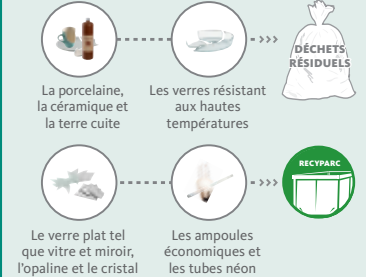 DÉCHETS
RÉSIDUELS
La porcelaine,
la céramique et
la terre cuite
Les verres résistant
aux hautes
températures
RECYPARC
Le verre plat tel
que vitre et miroir,
l'opaline et le cristal
Les ampoules
économiques et
les tubes néon